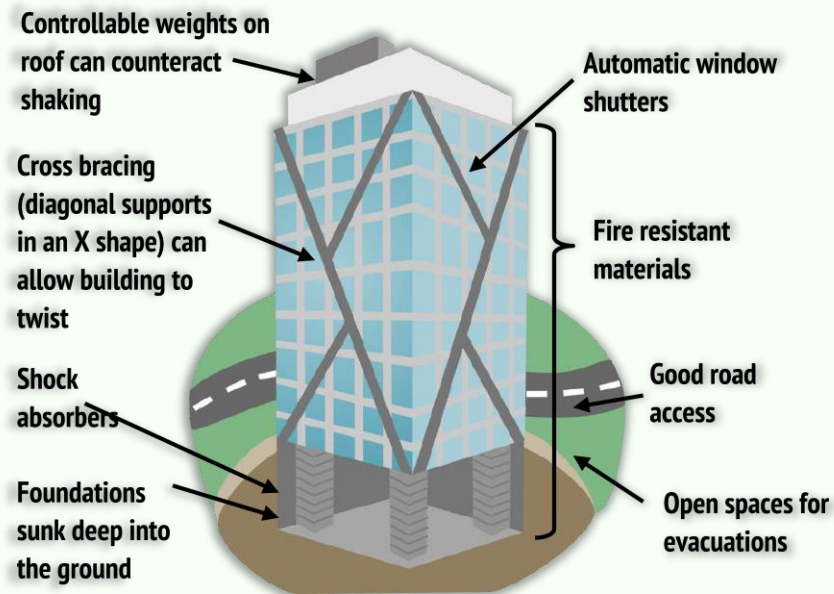 Controllable weights on
roof can counteract
shaking
Automatic window
shutters
Cross bracing
(diagonal supports
in an X shape) can
allow building to
twist
Fire resistant
materials
Shock
absorbers
Good road
access
Foundations
sunk deep into
the ground
Open spaces for
evacuations